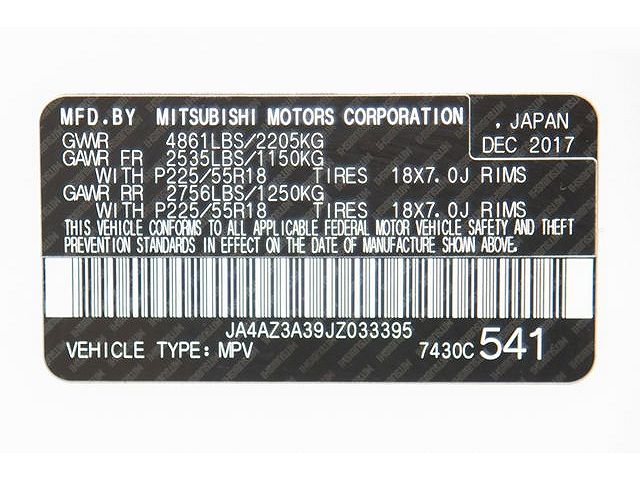 MFD.BY MITSUBISHI MOTORS CORPORATION
. JAPAN
GWR 4861LBS/2205KG
DEC 2017
GAWR FR 2535LBS/1150KG
WITH P225/55R18 TIRES 18X7.0J RIMS
GAWR RR 2756LBS/1250KG
WITH P225/55R18 TIRES 18X7.0J RIMS
THIS VEHICLE CONFORMS TO ALL APPLICABLE FEDERAL MOTOR VEHICLE SAFETY AND THEFT
PREVENTION STANDARDS IN EFFECT ON THE DATE OF MANUFACTURE SHOWN ABOVE.
JA4AZ3A39JZ033395
VEHICLE TYPE: MPV 7430C 541